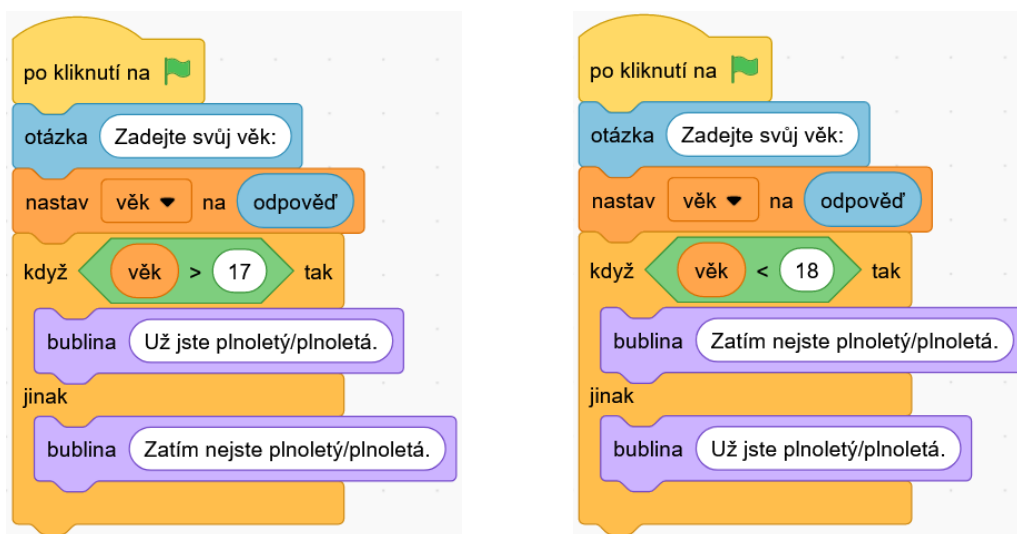 po kliknutí na
otázka Zadejte svůj věk:
nastav věk na odpověď
když věk > 17 tak
bublina Už jste plnoletý/plnoletá.
jinak
bublina Zatím nejste plnoletý/plnoletá.
po kliknutí na
otázka Zadejte svůj věk:
nastav věk na odpověď
když věk < 18 tak
bublina Zatím nejste plnoletý/plnoletá.
jinak
bublina Už jste plnoletý/plnoletá.